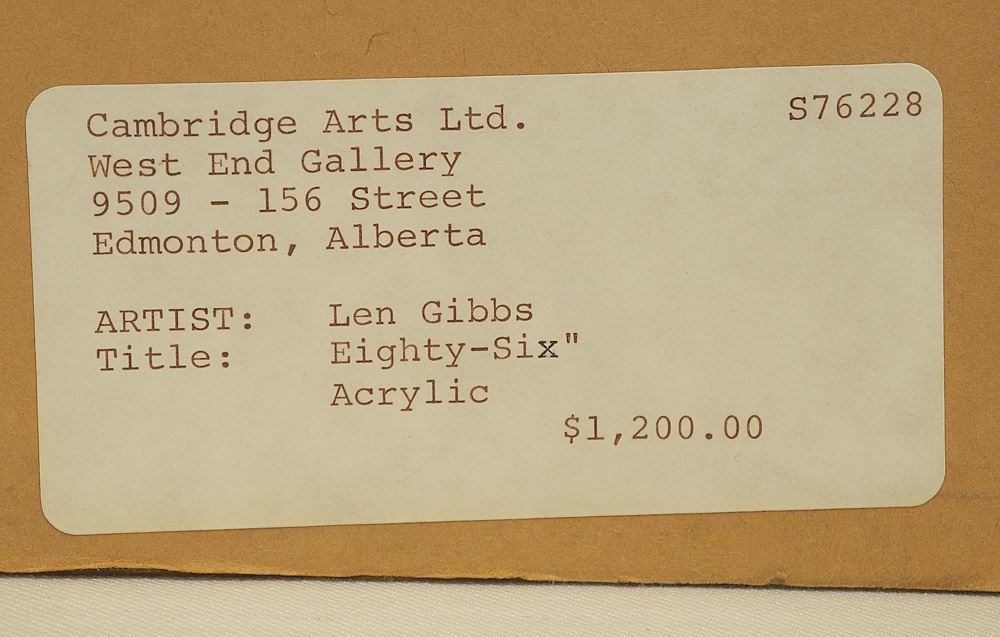 Cambridge Arts Ltd. S76228
West End Gallery
9509 - 156 Street
Edmonton, Alberta
ARTIST: Len Gibbs
Title: Eighty-Six"
Acrylic
$1,200.00